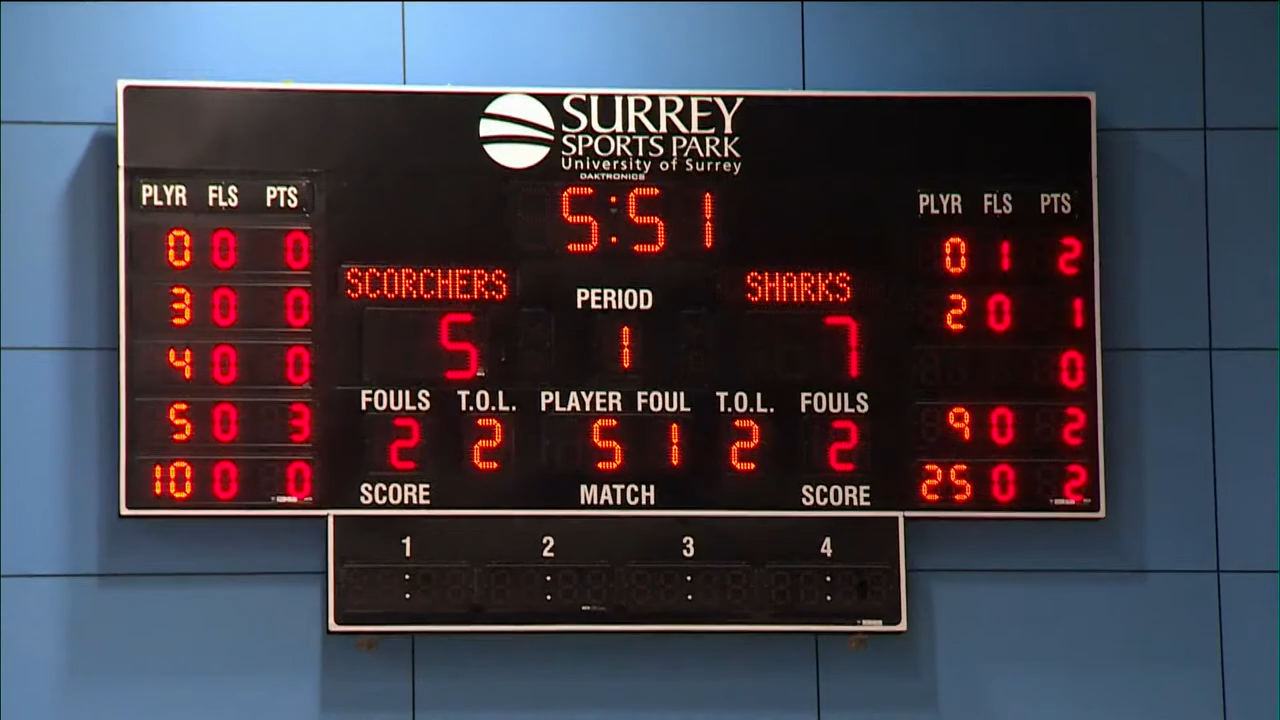 SURREY
SPORTS PARK
University of Surrey
DAKTRONICS
5:51
PLYR FLS PTS
0 0 0
3 0 0
4 0 0
5 0 3
10 0 0
SCORCHERS PERIOD SHARKS
5 1 7
FOULS T.O.L. PLAYER FOUL T.O.L. FOULS
2 2 5 1 2 2
SCORE MATCH SCORE
PLYR FLS PTS
0 1 2
2 0 1
0
9 0 2
25 0 2
1 2 3 4
: : : :